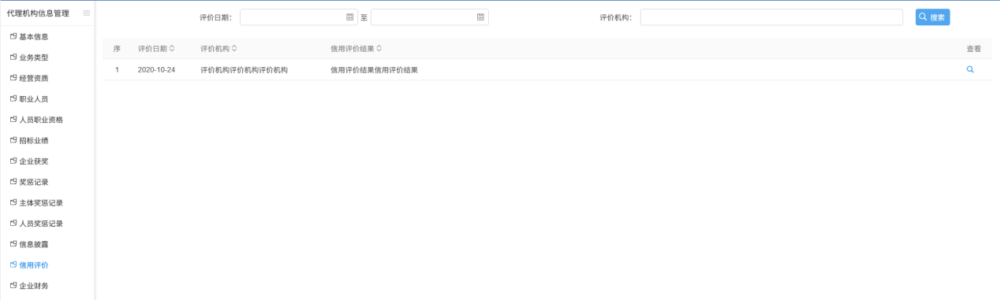 代理机构信息管理
基本信息
业务类型
经营资质
职业人员
人员职业资格
招标业绩
企业获奖
奖惩记录
主体奖惩记录
人员奖惩记录
信息披露
信用评价
企业财务
评价日期： 至 评价机构： 搜索
序 评价日期 评价机构 信用评价结果 查看
1 2020-10-24 评价机构评价机构评价机构 信用评价结果信用评价结果